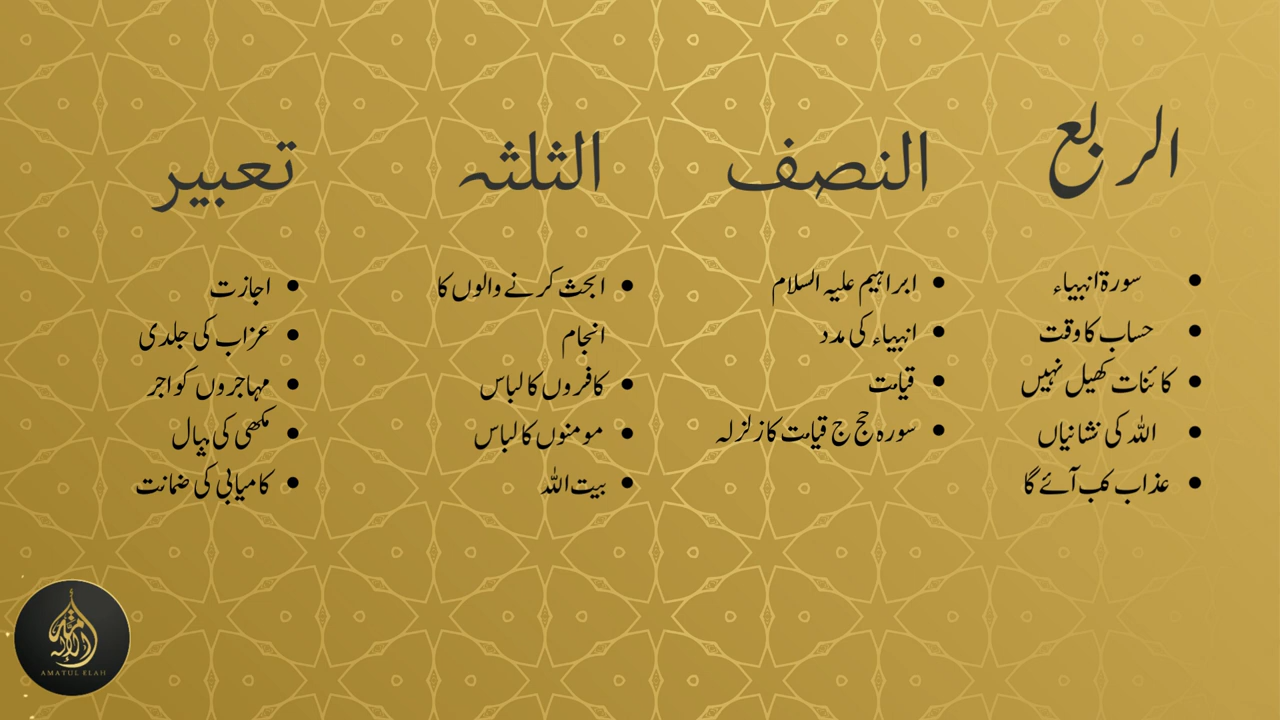 الربع
سورۃ انبیاء
حساب کا وقت
کائنات کھیل نہیں
اللہ کی نشانیاں
عذاب کب آئے گا
النصف
ابراہیم علیہ السلام
انبیاء کی مدد
قیامت
سورہ حج ج قیامت کا زلزلہ
الثلثہ
ابحث کرنے والوں کا
انجام
کافروں کا لباس
مومنوں کا لباس
بیت اللہ
تعبیر
اجازت
عزاب کی جلدی
مہاجروں کو اجر
مکھی کی پیال
کامیابی کی ضمانت
AMATUL ELAH